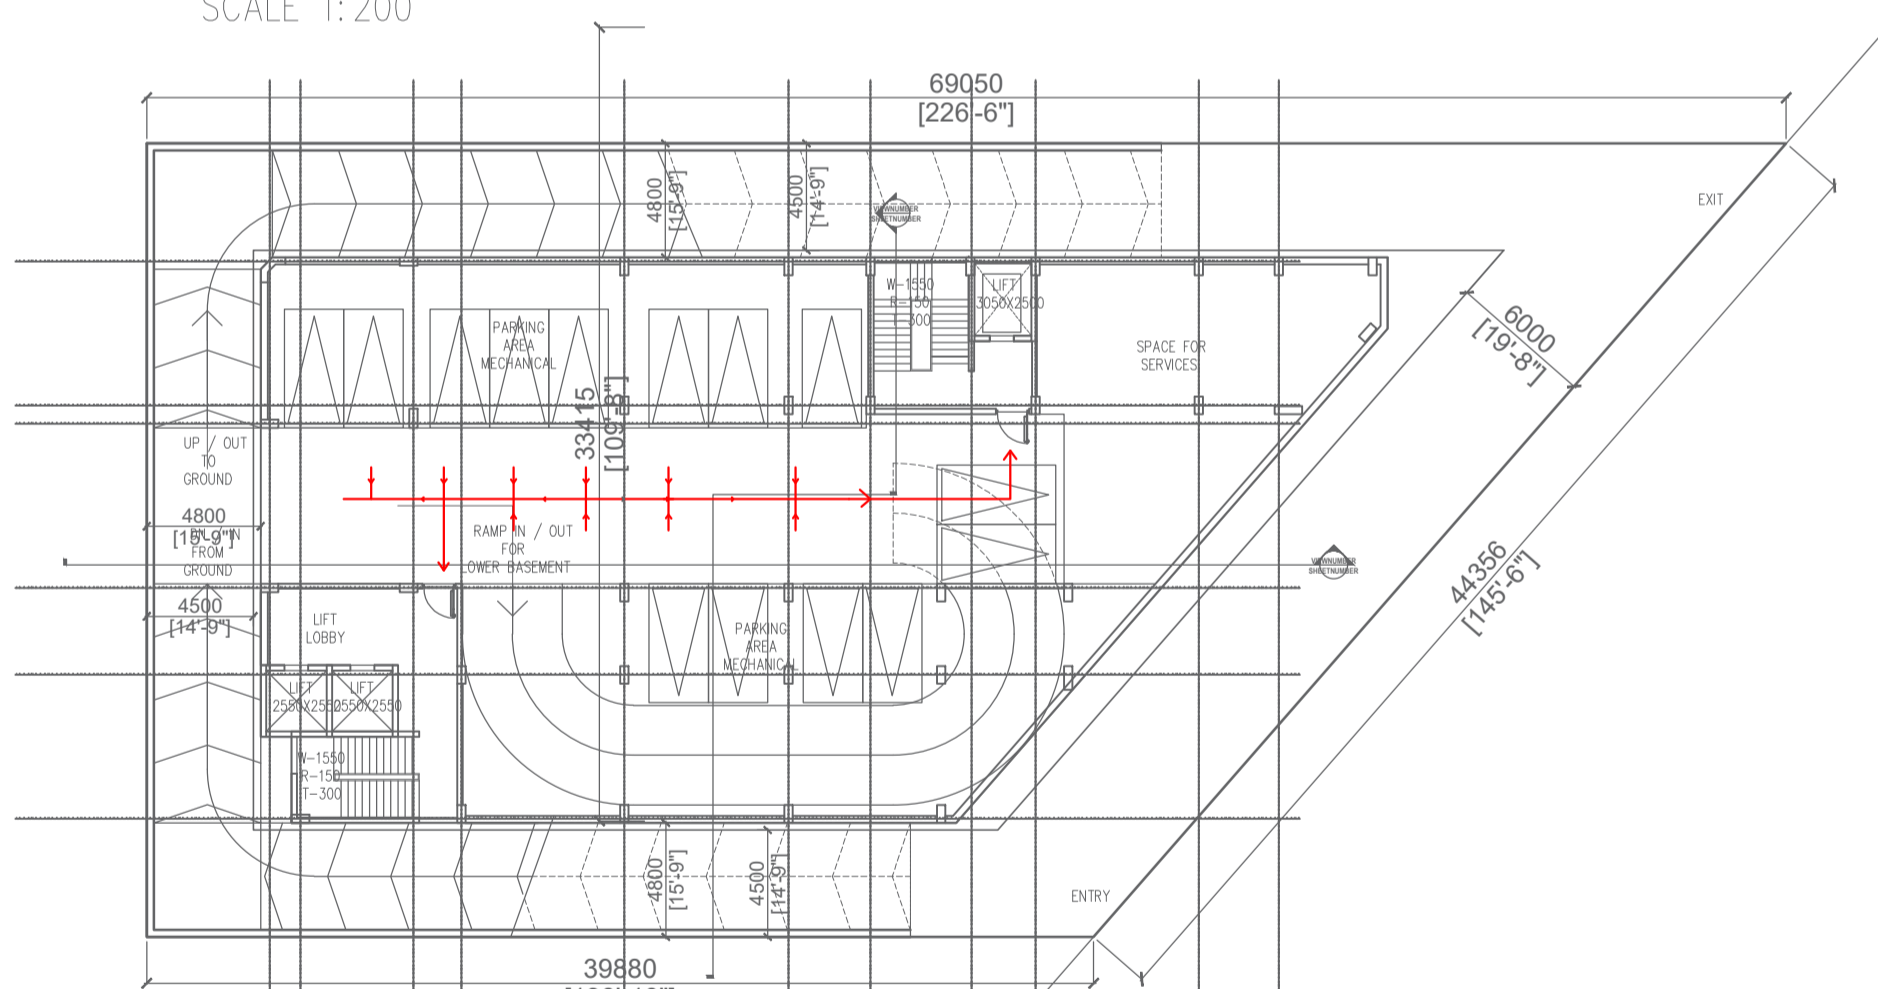 SCALE 1:200
69050
[226'-6"]
EXIT
4800
[15'-9"]
4500
[14'-9"]
VIEWNUMBER
SHEETNUMBER
W-1550
R-150
T-300
LIFT
3050X2500
PARKING
AREA
MECHANICAL
SPACE FOR
SERVICES
6000
[19'-8"]
33415
[109'-8"]
UP / OUT
TO
GROUND
4800
[15'-9"]
DN / IN
FROM
GROUND
RAMP IN / OUT
FOR
LOWER BASEMENT
VIEWNUMBER
SHEETNUMBER
44356
[145'-6"]
4500
[14'-9"]
LIFT
LOBBY
PARKING
AREA
MECHANICAL
LIFT
2550X2550
LIFT
2550X2550
W-1550
R-150
T-300
4800
[15'-9"]
4500
[14'-9"]
ENTRY
39880